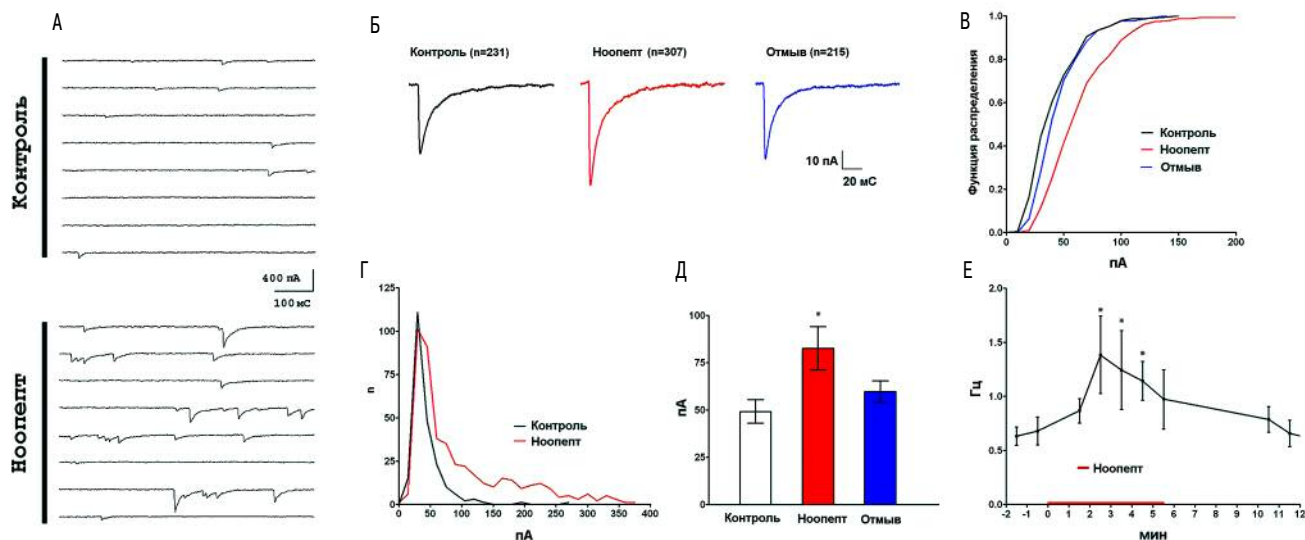 А
Контроль
400 пА
100 мС
Ноопепт
Б
Контроль (n=231)
Ноопепт (n=307)
Отмыв (n=215)
10 пА
20 мС
В
Функция распределения
1.0
0.8
0.6
0.4
0.2
0.0
Контроль
Ноопепт
Отмыв
0
50
100
150
200
пА
Г
125
100
75
50
25
0
n
Контроль
Ноопепт
0
50
100
150
200
250
300
350
400
пА
Д
100
75
50
25
0
пА
*
Контроль
Ноопепт
Отмыв
Е
2.0
1.5
1.0
0.5
0.0
Гц
*
*
*
Ноопепт
-2
-1
0
1
2
3
4
5
6
7
8
9
10
11
12
мин